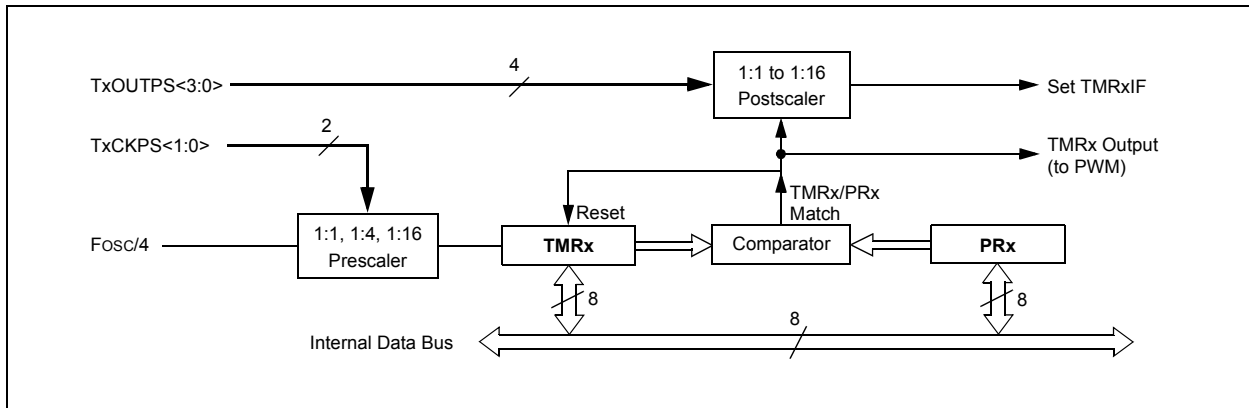 TxOUTPS<3:0>
4
1:1 to 1:16
Postscaler
Set TMRxIF
TxCKPS<1:0>
2
TMRx Output
(to PWM)
Reset
TMRx/PRx
Match
FOSC/4
1:1, 1:4, 1:16
Prescaler
TMRx
Comparator
PRx
8
8
8
Internal Data Bus